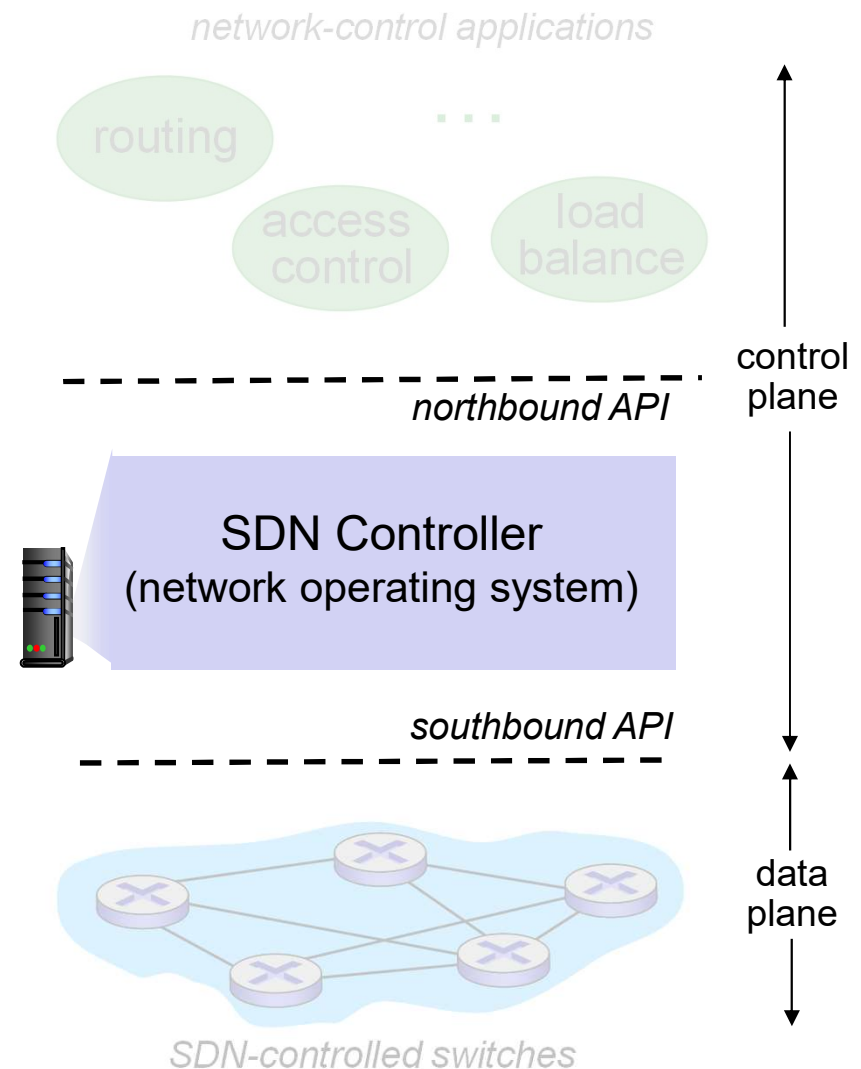 network-control applications
routing
...
access
control
load
balance
control
plane
northbound API
SDN Controller
(network operating system)
southbound API
data
plane
SDN-controlled switches